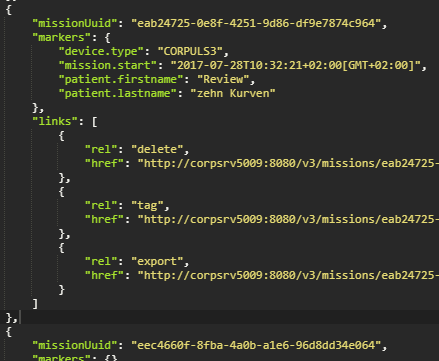 {
"missionUuid": "eab24725-0e8f-4251-9d86-df9e7874c964",
"markers": {
"device.type": "CORPULS3",
"mission.start": "2017-07-28T10:32:21+02:00[GMT+02:00]",
"patient.firstname": "Review",
"patient.lastname": "zehn Kurven"
},
"links": [
{
"rel": "delete",
"href": "http://corpsrv5009:8080/v3/missions/eab24725-
},
{
"rel": "tag",
"href": "http://corpsrv5009:8080/v3/missions/eab24725-
},
{
"rel": "export",
"href": "http://corpsrv5009:8080/v3/missions/eab24725-
}
]
},
{
"missionUuid": "eec4660f-8fba-4a0b-a1e6-96d8dd34e064",
"markers": {}